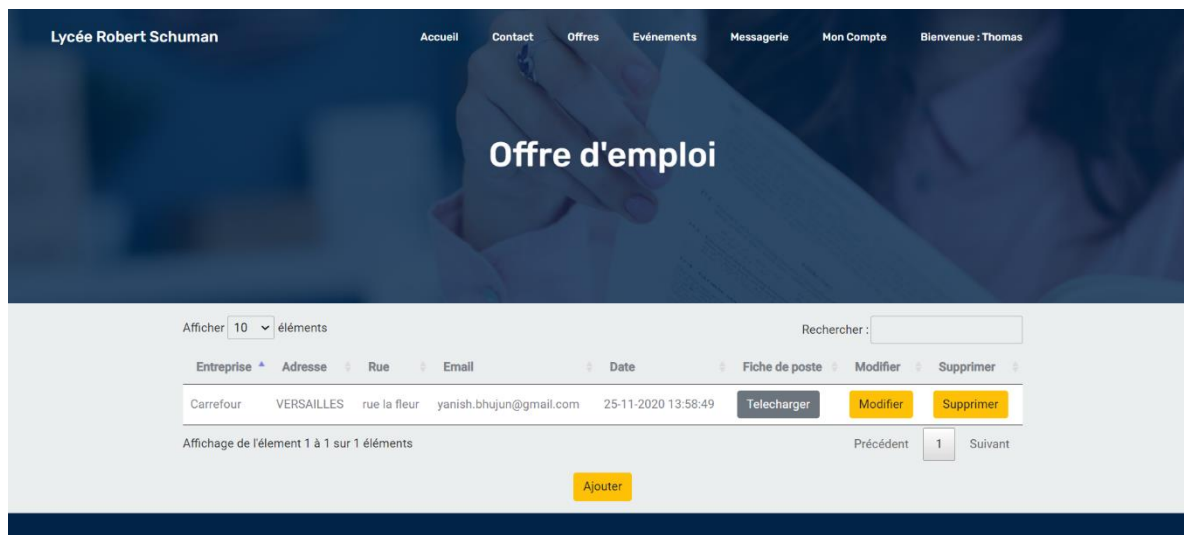 Lycée Robert Schuman Accueil Contact Offres Evénements Messagerie Mon Compte Bienvenue : Thomas
Offre d'emploi
Afficher 10 éléments Rechercher :
Entreprise Adresse Rue Email Date Fiche de poste Modifier Supprimer
Carrefour VERSAILLES rue la fleur yanish.bhujun@gmail.com 25-11-2020 13:58:49 Telecharger Modifier Supprimer
Affichage de l'élement 1 à 1 sur 1 éléments Précédent 1 Suivant
Ajouter